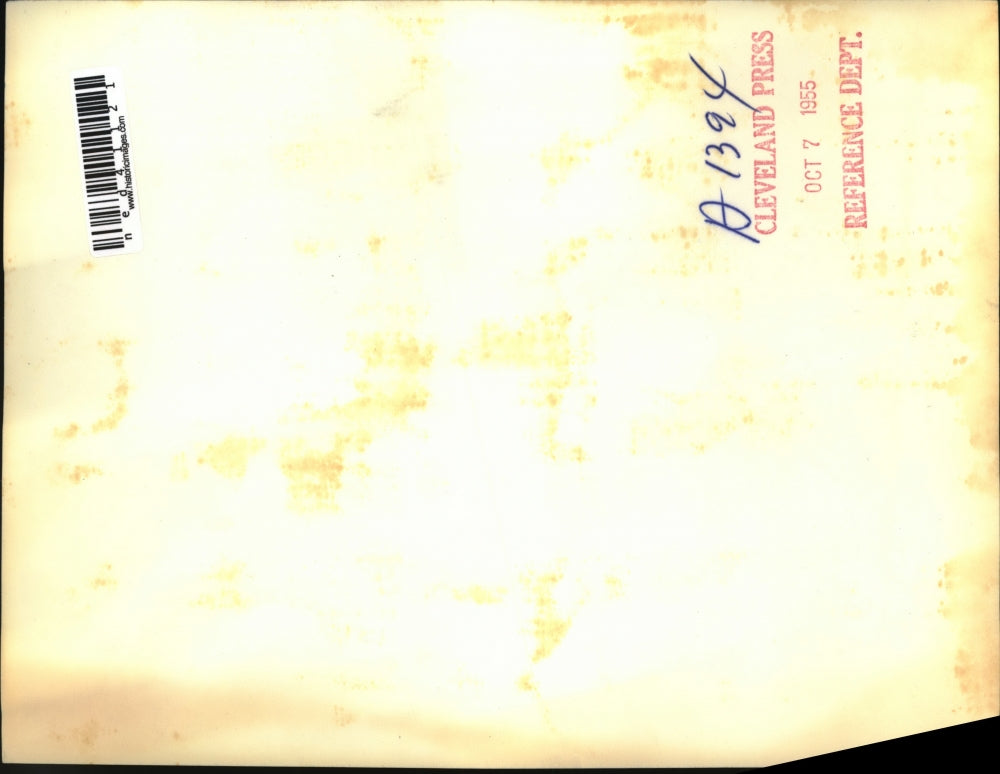 www.historicimages.com
A 1394
CLEVELAND PRESS
OCT 7 1955
REFERENCE DEPT.